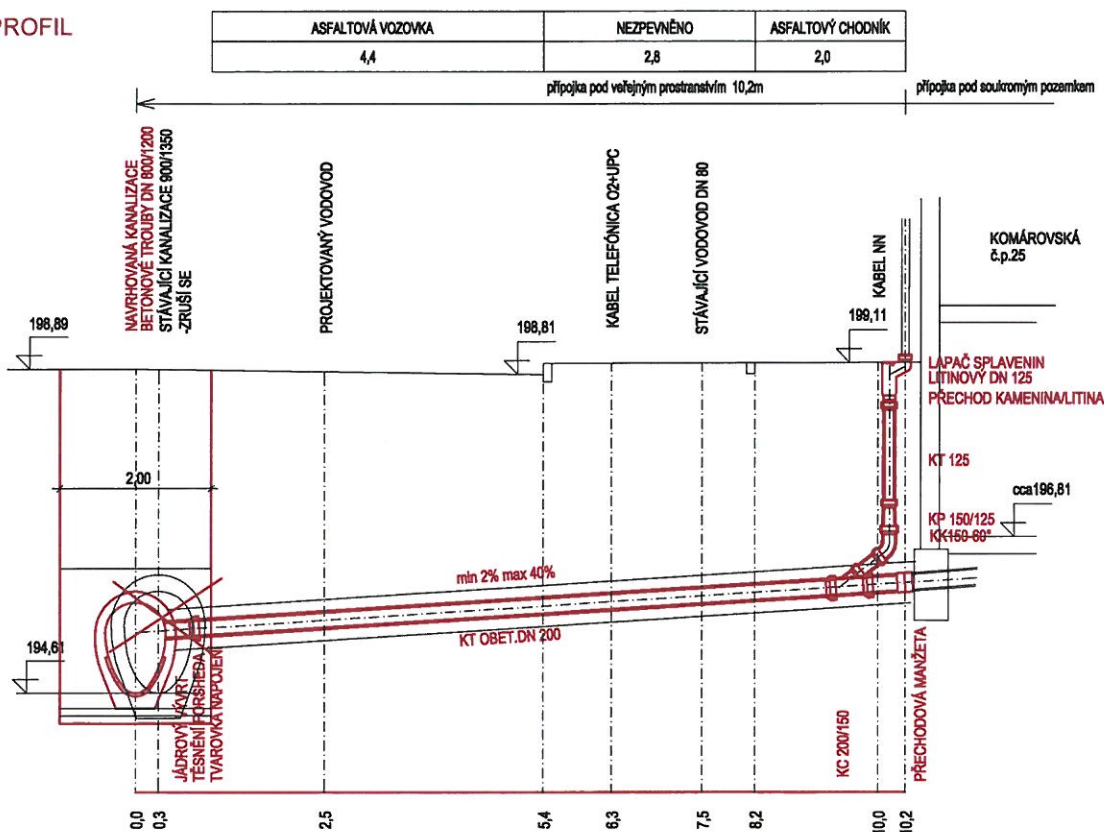 PROFIL
ASFALTOVÁ VOZOVKA
NEZPEVNĚNO
ASFALTOVÝ CHODNÍK
4,4
2,8
2,0
přípojka pod veřejným prostranstvím 10,2m
přípojka pod soukromým pozemkem
NAVRHOVANÁ KANALIZACE
BETONOVÉ TROUBY DN 800/1200
STÁVAJÍCÍ KANALIZACE 900/1350
-ZRUŠÍ SE
PROJEKTOVANÝ VODOVOD
KABEL TELEFÓNICA O2+UPC
STÁVAJÍCÍ VODOVOD DN 80
KABEL NN
KOMÁROVSKÁ
č.p.25
198,89
198,81
199,11
LAPAČ SPLAVENIN
LITINOVÝ DN 125
PŘECHOD KAMENINA/LITINA
KT 125
2,00
cca196,81
KP 150/125
KK150-60°
min 2% max 40%
KT OBET.DN 200
194,61
JÁDROVÝ VÝVRT
TĚSNĚNÍ FORSHEDA
TVAROVKA NAPOJENÍ
KC 200/150
PŘECHODOVÁ MANŽETA
0,0
0,3
2,5
5,4
6,3
7,5
8,2
10,0
10,2